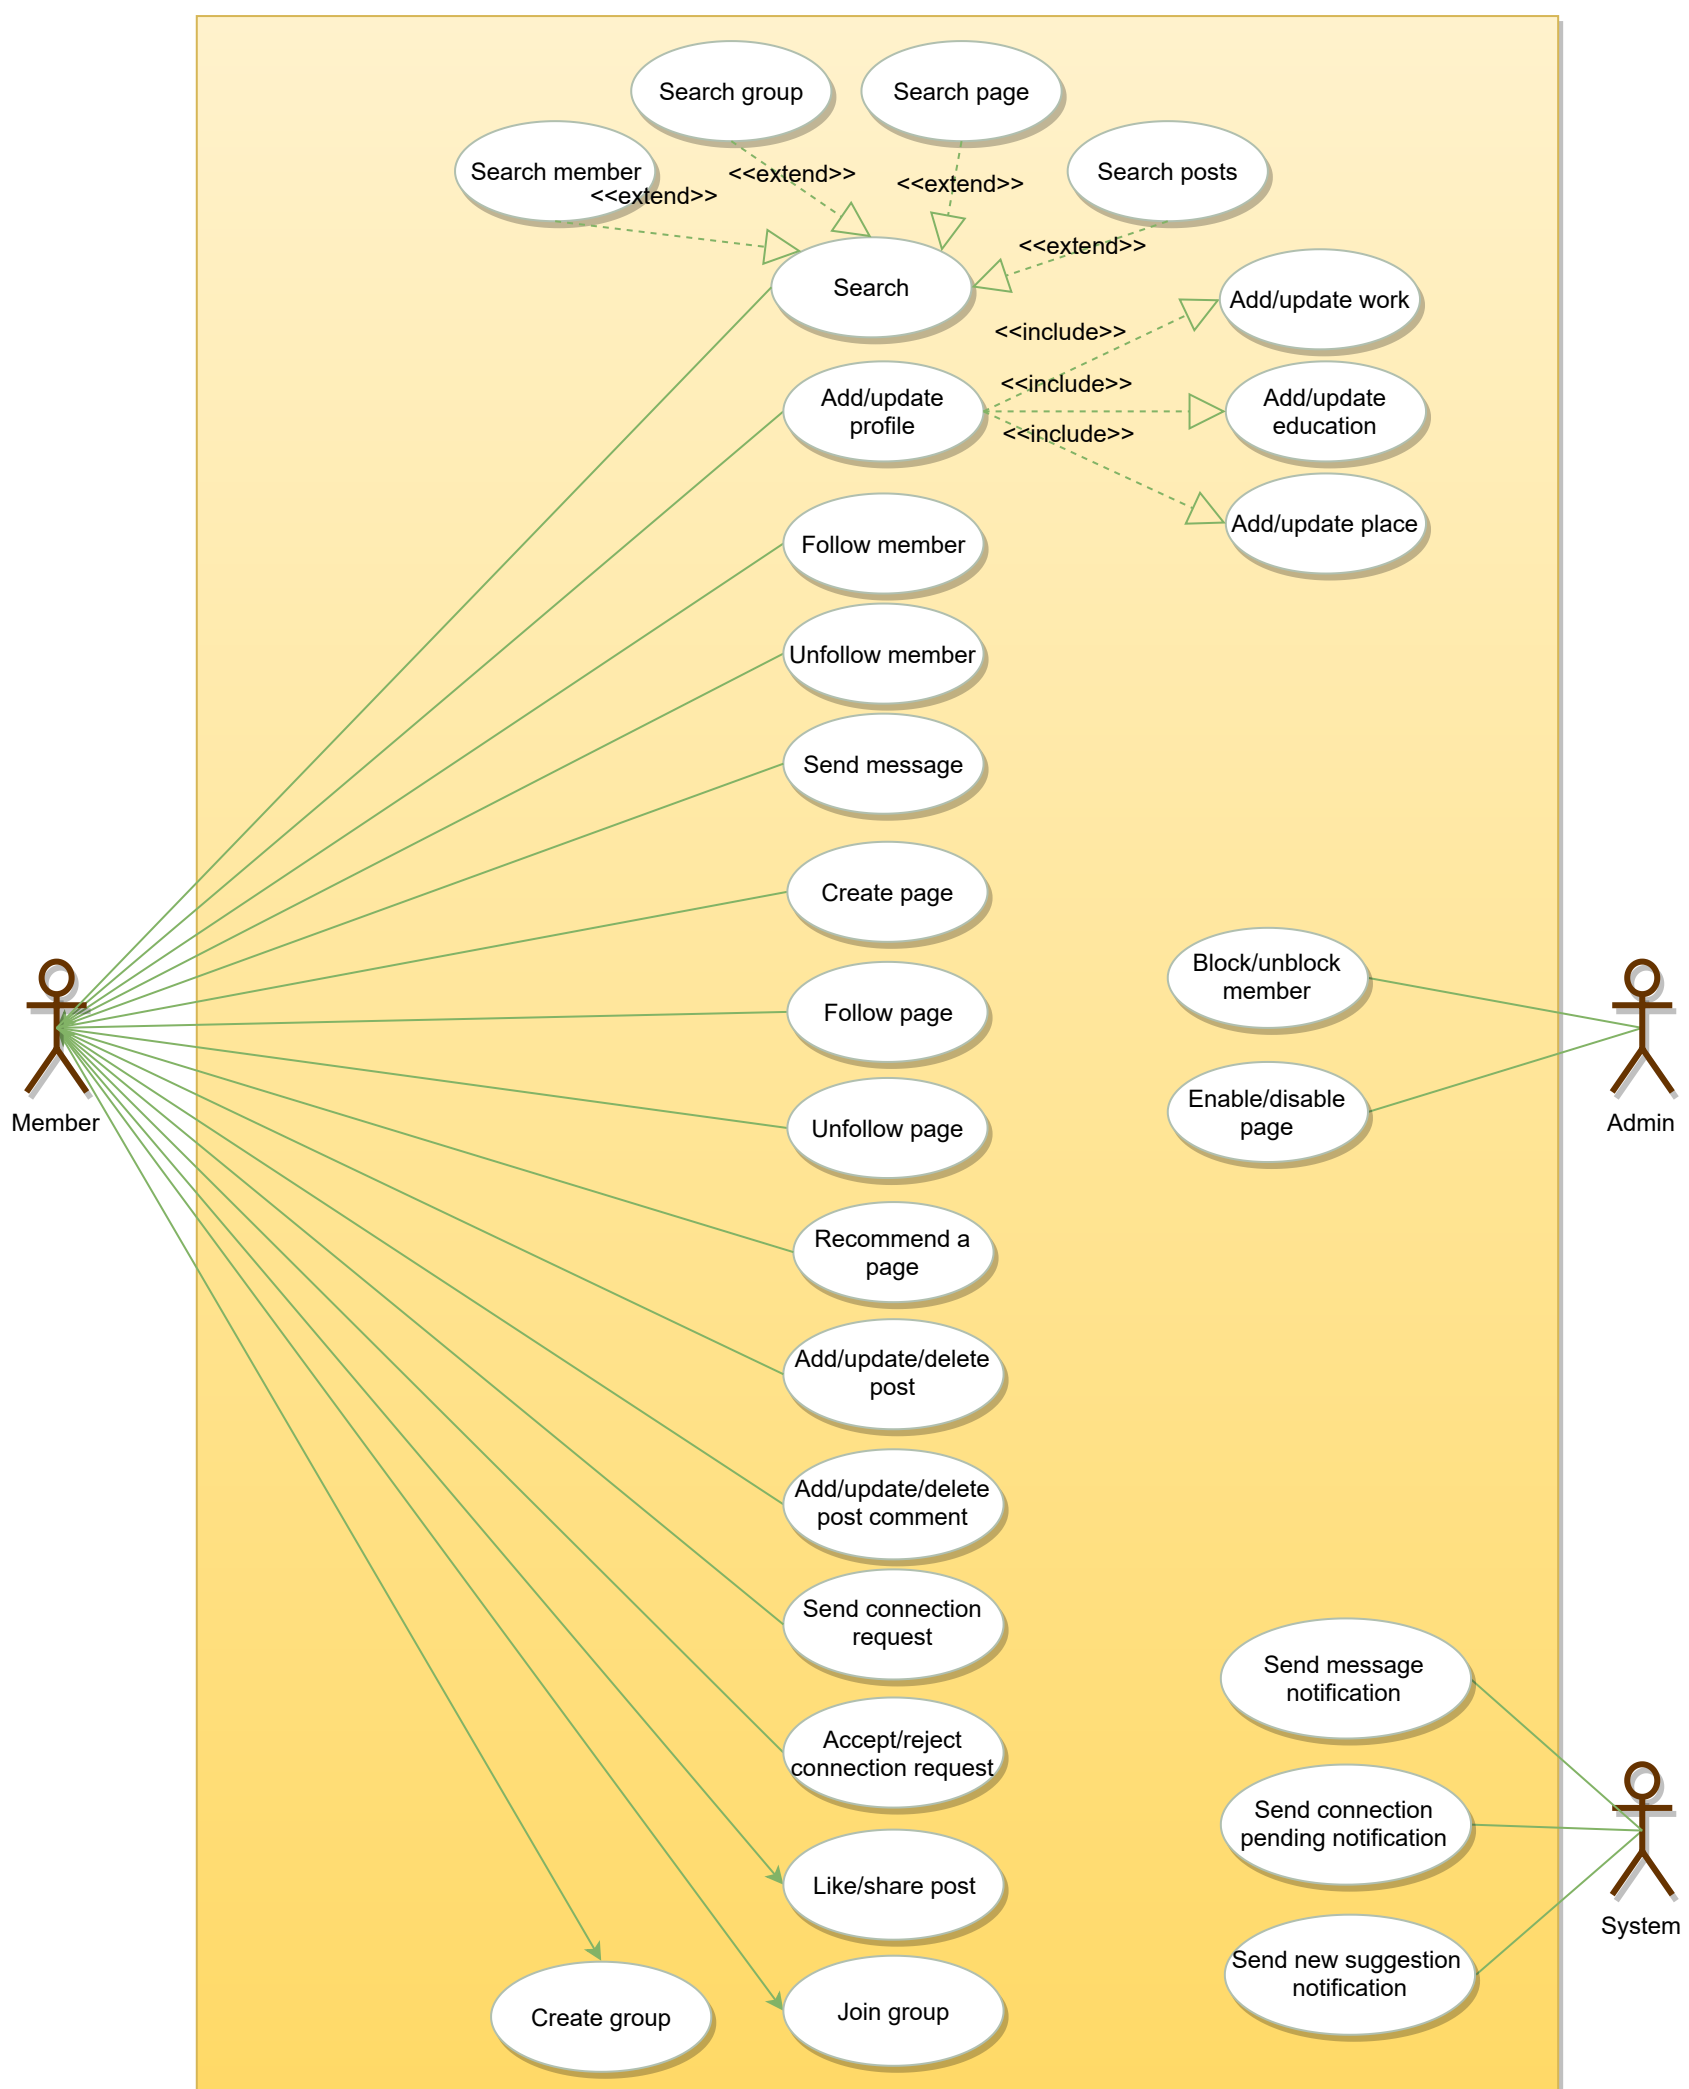 Search group
Search page
Search member
Search posts
<<extend>>
<<extend>>
<<extend>>
<<extend>>
Search
Add/update work
<<include>>
<<include>>
<<include>>
Add/update
profile
Add/update
education
Add/update place
Follow member
Unfollow member
Send message
Create page
Follow page
Unfollow page
Recommend a
page
Add/update/delete
post
Add/update/delete
post comment
Send connection
request
Accept/reject
connection request
Like/share post
Join group
Create group
Member
Block/unblock
member
Enable/disable
page
Admin
Send message
notification
Send connection
pending notification
Send new suggestion
notification
System